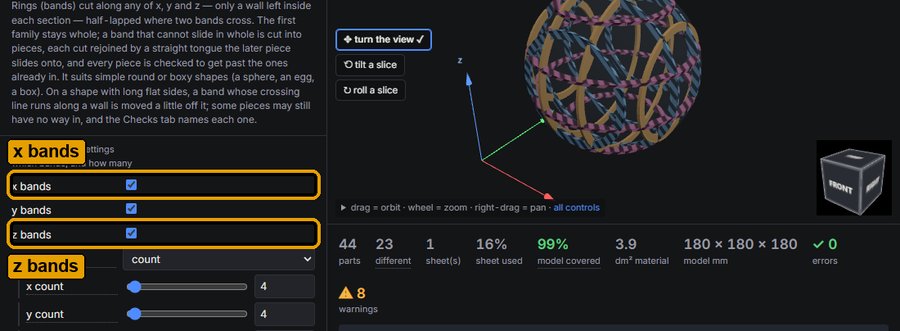 Rings (bands) cut along any of x, y and z — only a wall left inside
each section — half-lapped where two bands cross. The first
family stays whole; a band that cannot slide in whole is cut into
pieces, each cut rejoined by a straight tongue the later piece
slides onto, and every piece is checked to get past the ones
already in. It suits simple round or boxy shapes (a sphere, an egg,
a box). On a shape with long flat sides, a band whose crossing
line runs along a wall is moved a little off it; some pieces may still
have no way in, and the Checks tab names each one.
x bands
ettings
how many
x bands
y bands
z bands
z bands
count
x count
4
y count
4
✥ turn the view ✓
⟲ tilt a slice
↻ roll a slice
z
FRONT
▶ drag = orbit · wheel = zoom · right-drag = pan · all controls
44 23 1 16% 99% 3.9 180 × 180 × 180 ✓ 0
parts different sheet(s) sheet used model covered dm² material model mm errors
⚠ 8
warnings